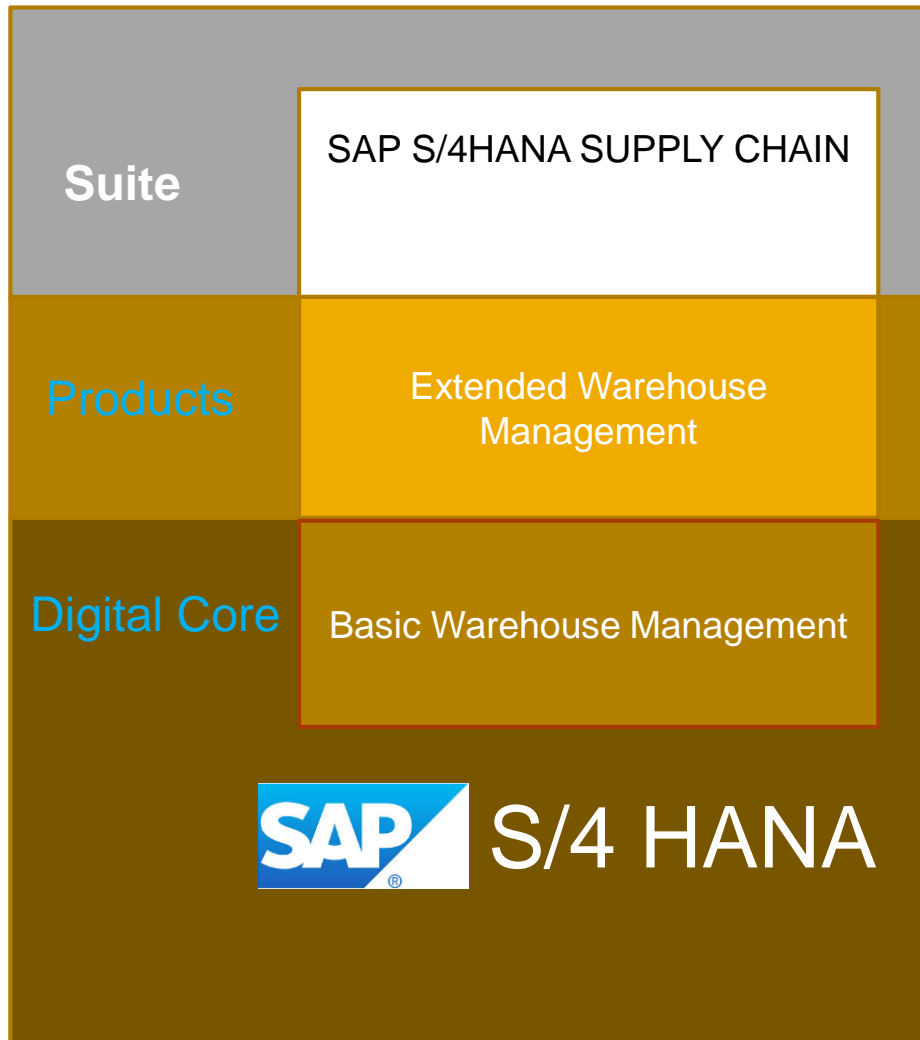 Suite
SAP S/4HANA SUPPLY CHAIN
Products
Extended Warehouse
Management
Digital Core
Basic Warehouse Management
SAP ® S/4 HANA